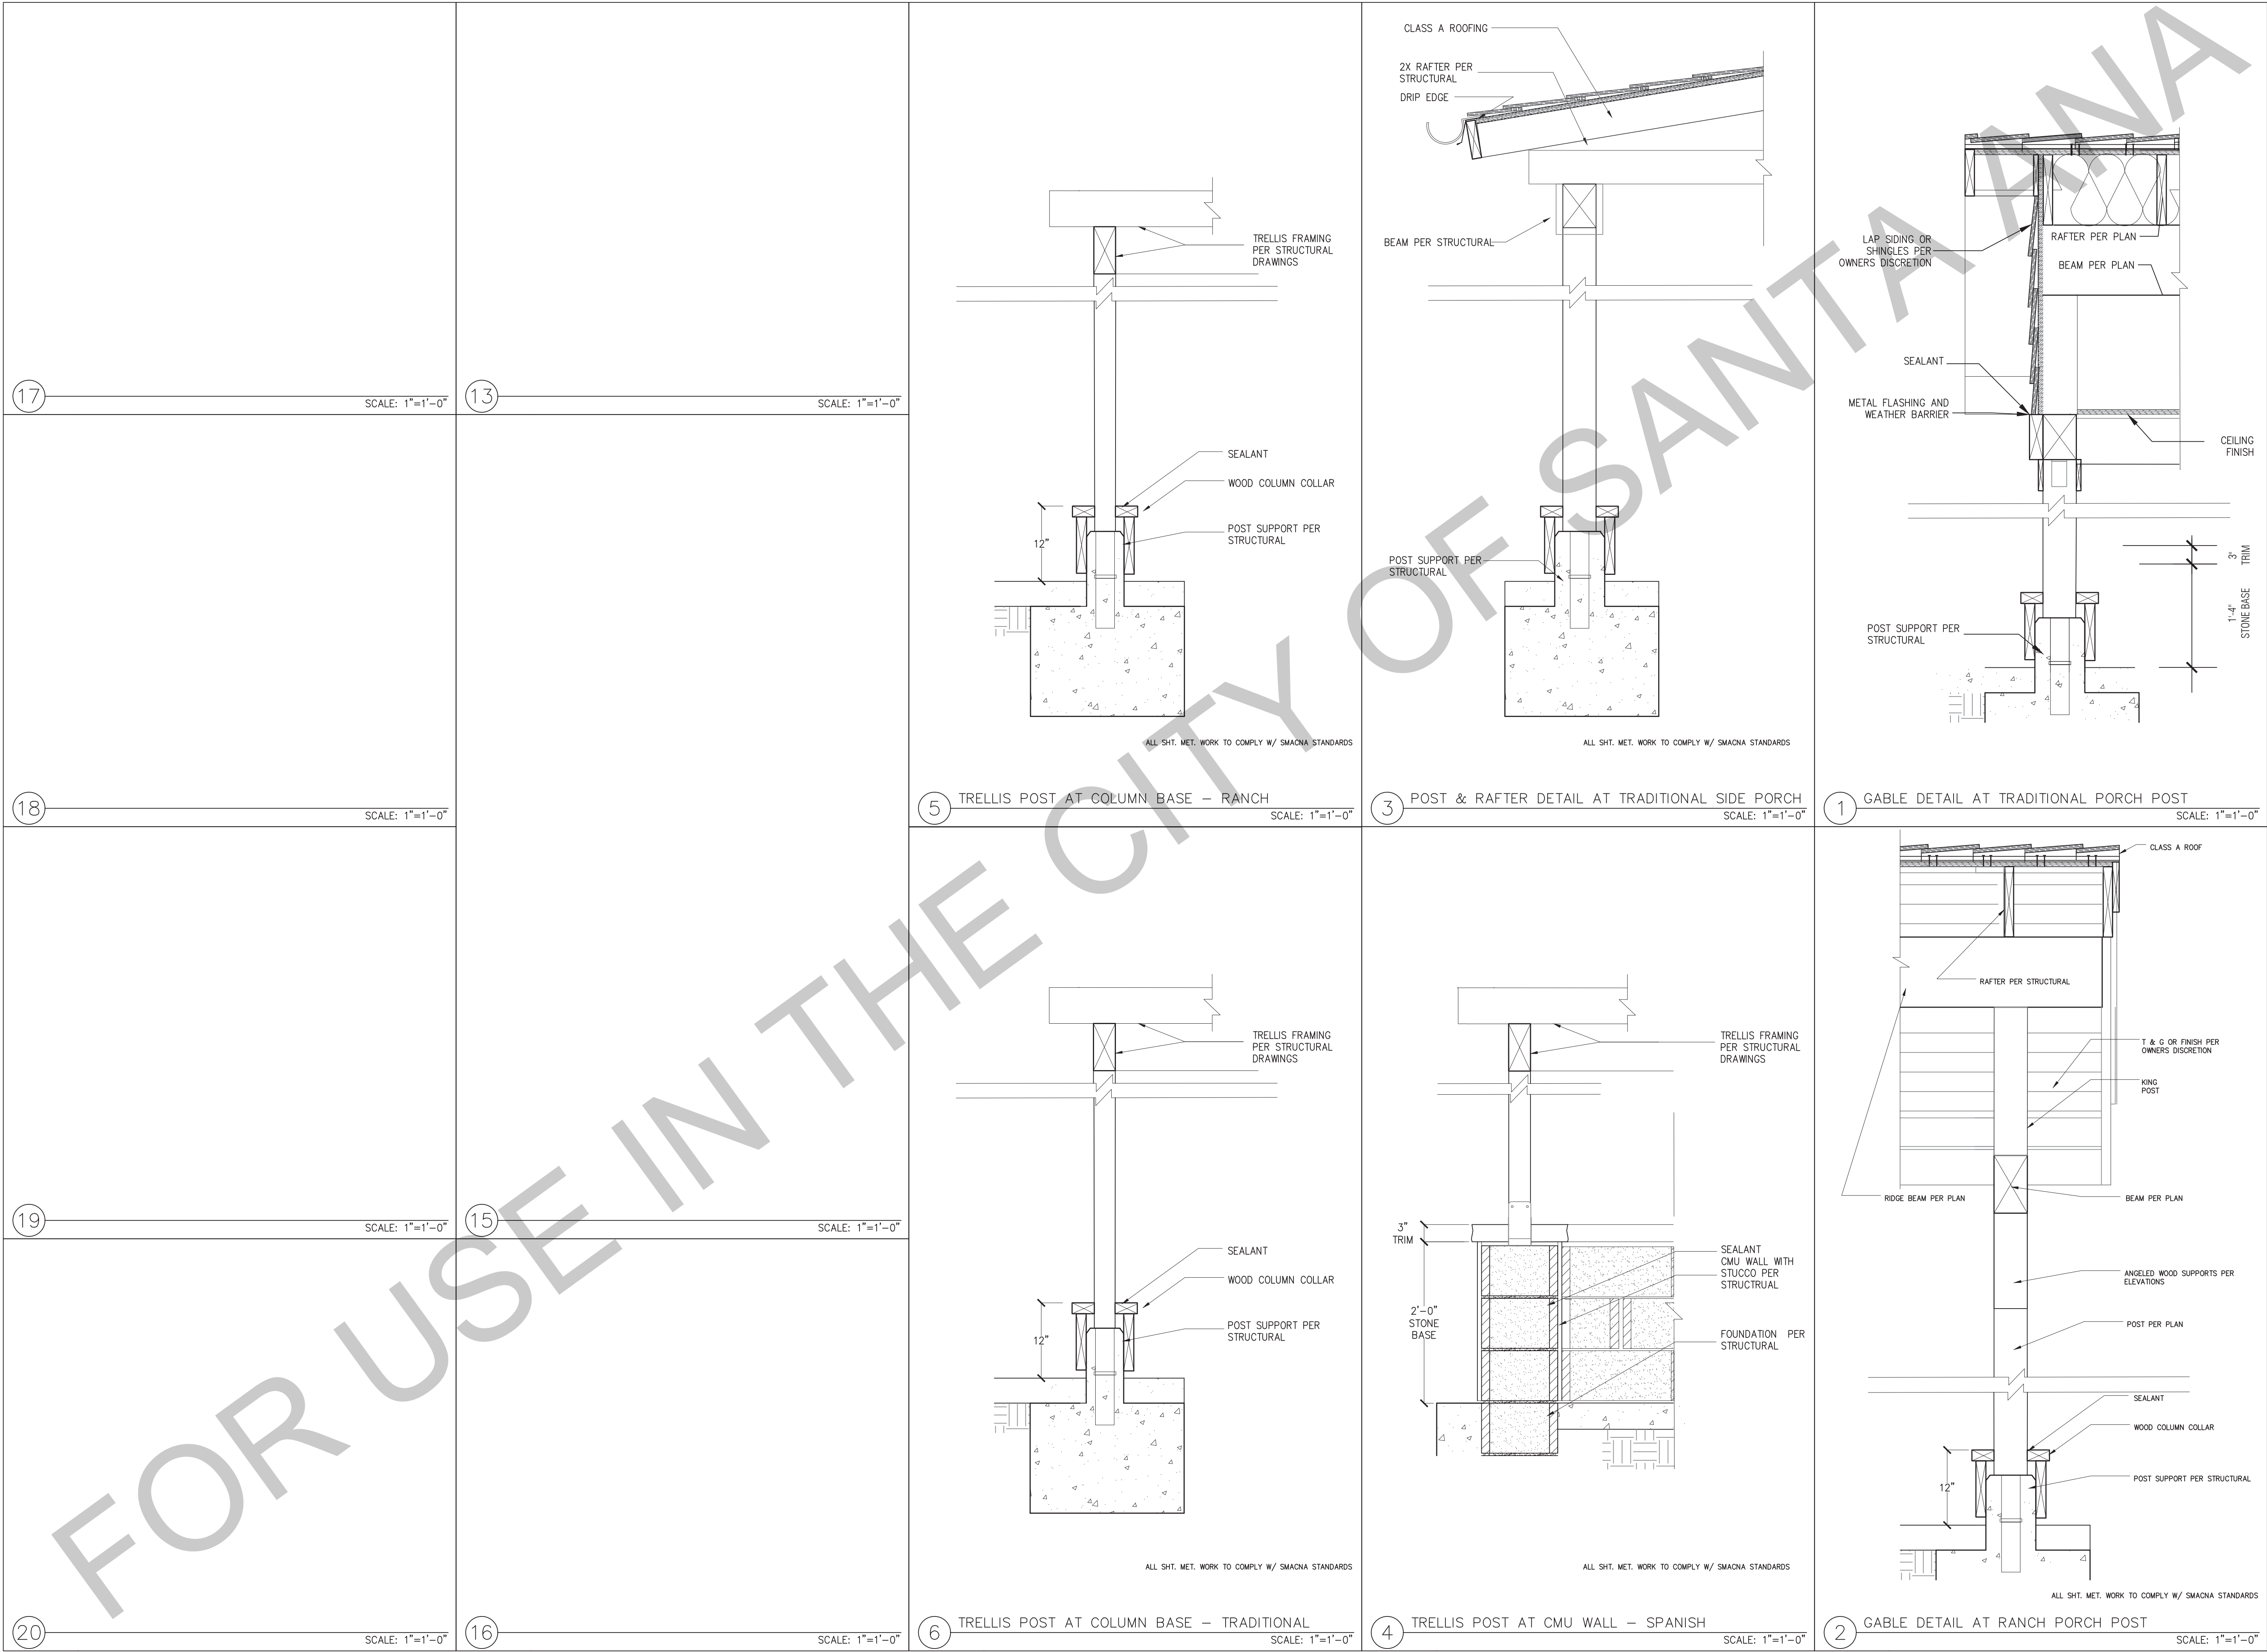 17
SCALE: 1"=1'-0"
18
SCALE: 1"=1'-0"
19
SCALE: 1"=1'-0"
20
SCALE: 1"=1'-0"
13
SCALE: 1"=1'-0"
15
SCALE: 1"=1'-0"
16
SCALE: 1"=1'-0"
TRELLIS FRAMING
PER STRUCTURAL
DRAWINGS
SEALANT
WOOD COLUMN COLLAR
POST SUPPORT PER
STRUCTURAL
12"
ALL SHT. MET. WORK TO COMPLY W/ SMACNA STANDARDS
5 TRELLIS POST AT COLUMN BASE – RANCH
SCALE: 1"=1'-0"
TRELLIS FRAMING
PER STRUCTURAL
DRAWINGS
SEALANT
WOOD COLUMN COLLAR
POST SUPPORT PER
STRUCTURAL
12"
ALL SHT. MET. WORK TO COMPLY W/ SMACNA STANDARDS
6 TRELLIS POST AT COLUMN BASE – TRADITIONAL
SCALE: 1"=1'-0"
CLASS A ROOFING
2X RAFTER PER
STRUCTURAL
DRIP EDGE
BEAM PER STRUCTURAL
POST SUPPORT PER
STRUCTURAL
ALL SHT. MET. WORK TO COMPLY W/ SMACNA STANDARDS
3 POST & RAFTER DETAIL AT TRADITIONAL SIDE PORCH
SCALE: 1"=1'-0"
TRELLIS FRAMING
PER STRUCTURAL
DRAWINGS
3"
TRIM
2'-0"
STONE
BASE
SEALANT
CMU WALL WITH
STUCCO PER
STRUCTRUAL
FOUNDATION PER
STRUCTURAL
ALL SHT. MET. WORK TO COMPLY W/ SMACNA STANDARDS
4 TRELLIS POST AT CMU WALL – SPANISH
SCALE: 1"=1'-0"
LAP SIDING OR
SHINGLES PER
OWNERS DISCRETION
RAFTER PER PLAN
BEAM PER PLAN
SEALANT
METAL FLASHING AND
WEATHER BARRIER
CEILING
FINISH
3"
TRIM
1'-4"
STONE BASE
POST SUPPORT PER
STRUCTURAL
1 GABLE DETAIL AT TRADITIONAL PORCH POST
SCALE: 1"=1'-0"
CLASS A ROOF
RAFTER PER STRUCTURAL
T & G OR FINISH PER
OWNERS DISCRETION
KING
POST
RIDGE BEAM PER PLAN
BEAM PER PLAN
ANGELED WOOD SUPPORTS PER
ELEVATIONS
POST PER PLAN
SEALANT
WOOD COLUMN COLLAR
12"
POST SUPPORT PER STRUCTURAL
ALL SHT. MET. WORK TO COMPLY W/ SMACNA STANDARDS
2 GABLE DETAIL AT RANCH PORCH POST
SCALE: 1"=1'-0"
FOR USE IN THE CITY OF SANTA ANA